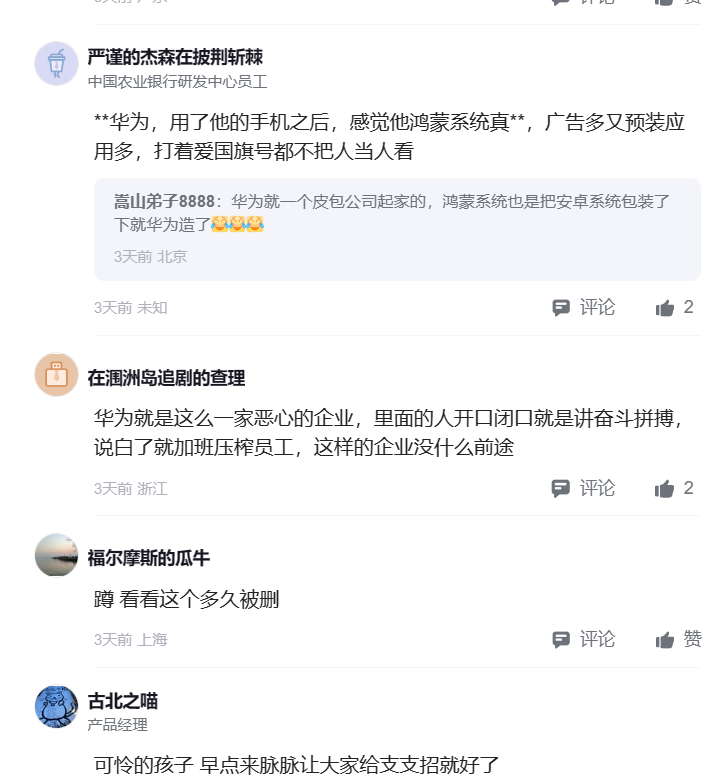 严谨的杰森在披荆斩棘
中国农业银行研发中心员工
**华为，用了他的手机之后，感觉他鸿蒙系统真**，广告多又预装应
用多，打着爱国旗号都不把人当人看
嵩山弟子8888：华为就一个皮包公司起家的，鸿蒙系统也是把安卓系统包装了
下就华为造了😂😂😂
3天前 北京
3天前 未知 评论 2
在涠洲岛追剧的查理
华为就是这么一家恶心的企业，里面的人开口闭口就是讲奋斗拼搏，
说白了就加班压榨员工，这样的企业没什么前途
3天前 浙江 评论 2
福尔摩斯的瓜牛
蹲 看看这个多久被删
3天前 上海 评论 赞
古北之喵
产品经理
可怜的孩子 早点来脉脉让大家给支支招就好了